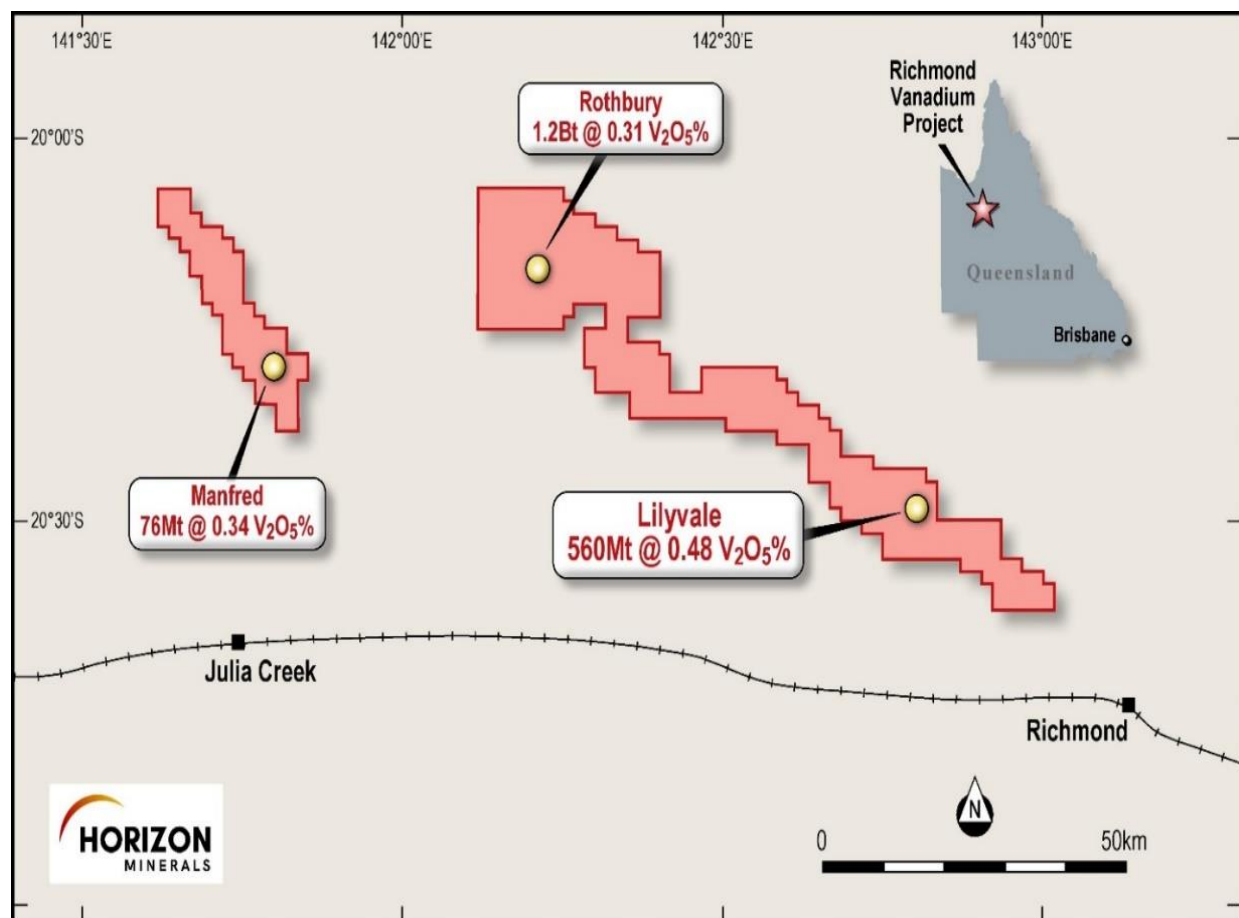 141°30'E
142°00'E
142°30'E
143°00'E
20°00'S
20°30'S
Rothbury
1.2Bt @ 0.31 V₂O₅%
Richmond
Vanadium
Project
Queensland
Brisbane
Manfred
76Mt @ 0.34 V₂O₅%
Lilyvale
560Mt @ 0.48 V₂O₅%
Julia Creek
Richmond
HORIZON
MINERALS
N
0
50km